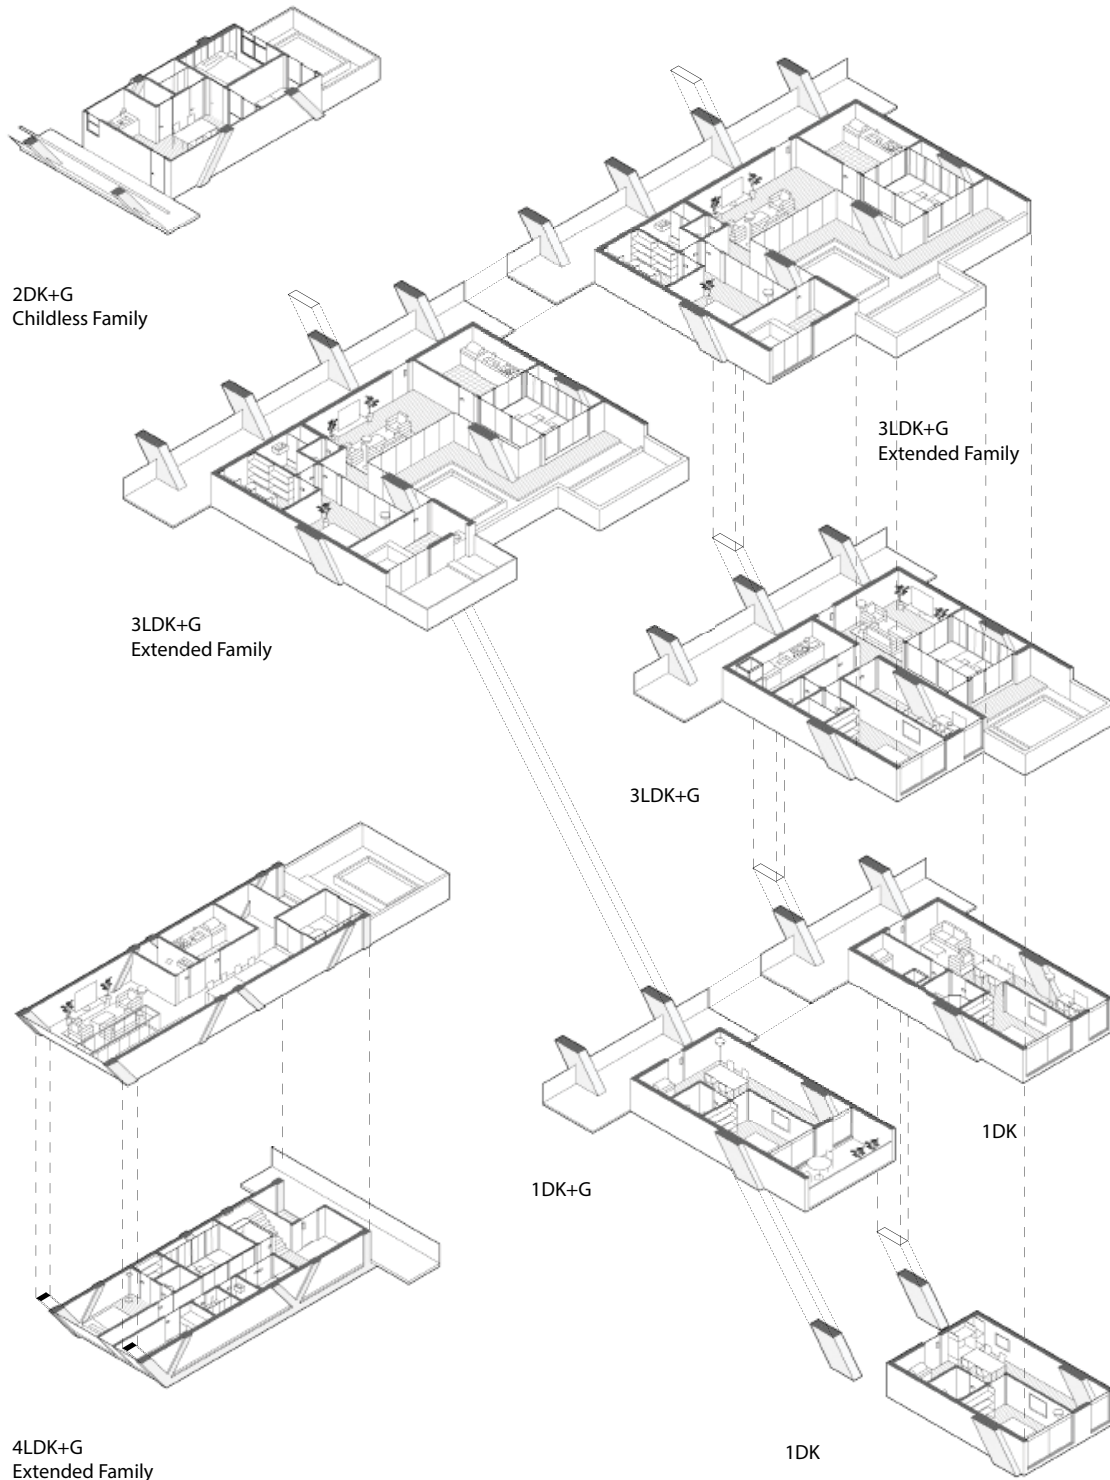 2DK+G
Childless Family
3LDK+G
Extended Family
3LDK+G
Extended Family
3LDK+G
1DK
1DK+G
4LDK+G
Extended Family
1DK